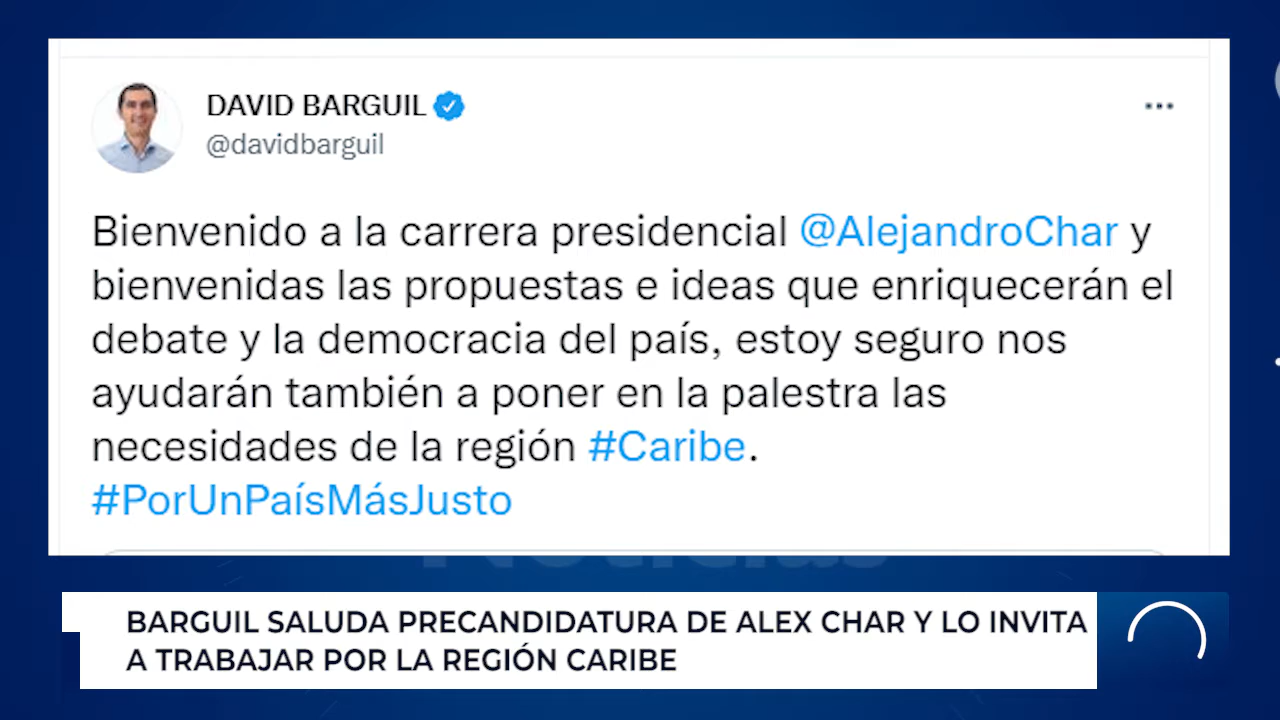 DAVID BARGUIL
@davidbarguil
Bienvenido a la carrera presidencial @AlejandroChar y
bienvenidas las propuestas e ideas que enriquecerán el
debate y la democracia del país, estoy seguro nos
ayudarán también a poner en la palestra las
necesidades de la región #Caribe.
#PorUnPaísMásJusto
Noticias
BARGUIL SALUDA PRECANDIDATURA DE ALEX CHAR Y LO INVITA
A TRABAJAR POR LA REGIÓN CARIBE